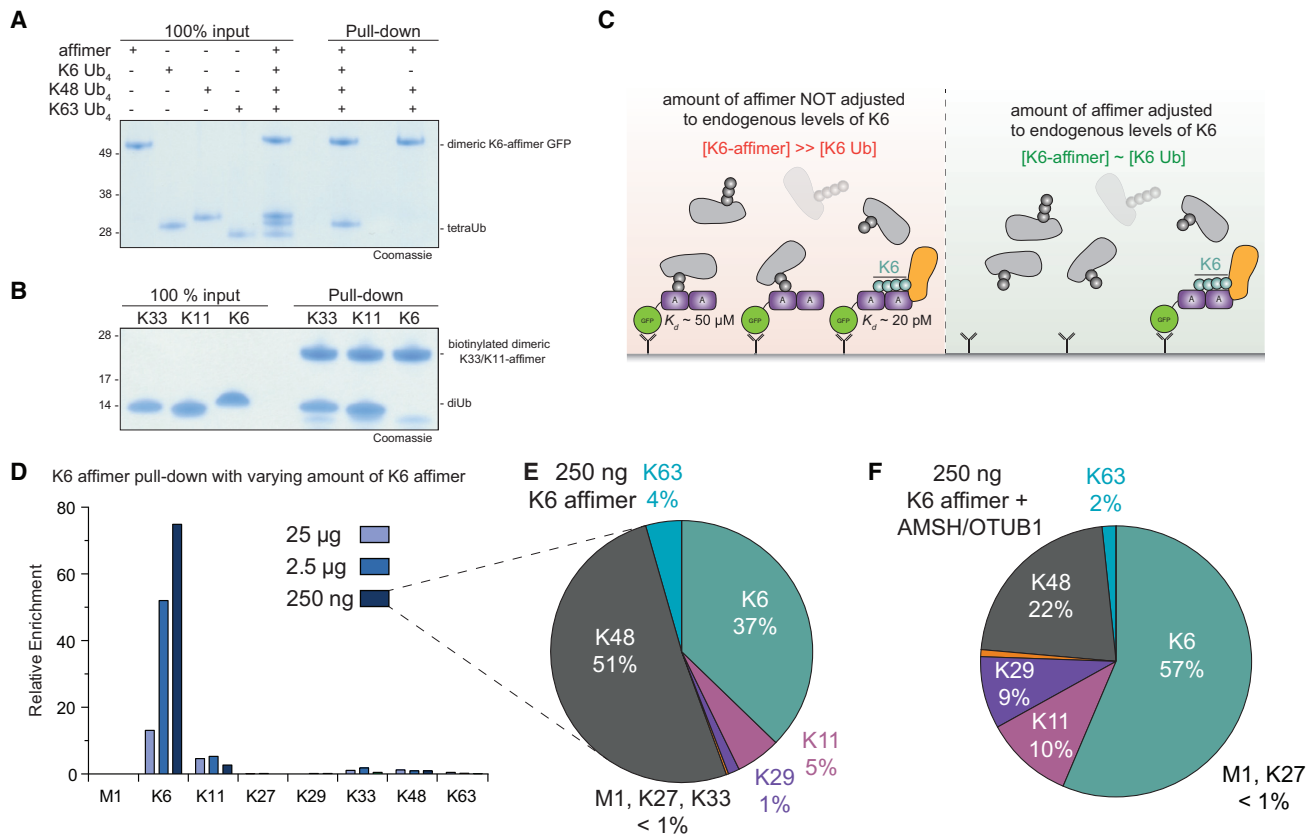 A
100% input
Pull-down
affimer + - - - + + +
K6 Ub4 - + - - + + -
K48 Ub4 - - + - + + +
K63 Ub4 - - - + + + +
49
38
28
dimeric K6-affimer GFP
tetraUb
Coomassie
B
100 % input
Pull-down
K33 K11 K6 K33 K11 K6
28
17
14
biotinylated dimeric
K33/K11-affimer
diUb
Coomassie
C
amount of affimer NOT adjusted
to endogenous levels of K6
[K6-affimer] >> [K6 Ub]
amount of affimer adjusted
to endogenous levels of K6
[K6-affimer] ~ [K6 Ub]
K6
K6
A A
A A
A A
A A
GFP
Kd ~ 50 µM
GFP
GFP
Kd ~ 20 pM
GFP
D
K6 affimer pull-down with varying amount of K6 affimer
Relative Enrichment
80
60
40
20
0
25 µg
2.5 µg
250 ng
M1 K6 K11 K27 K29 K33 K48 K63
E
250 ng
K6 affimer
K63
4%
K6
37%
K48
51%
K11
5%
K29
1%
M1, K27, K33
< 1%
F
250 ng
K6 affimer +
AMSH/OTUB1
K63
2%
K48
22%
K6
57%
K29
9%
K11
10%
M1, K27
< 1%